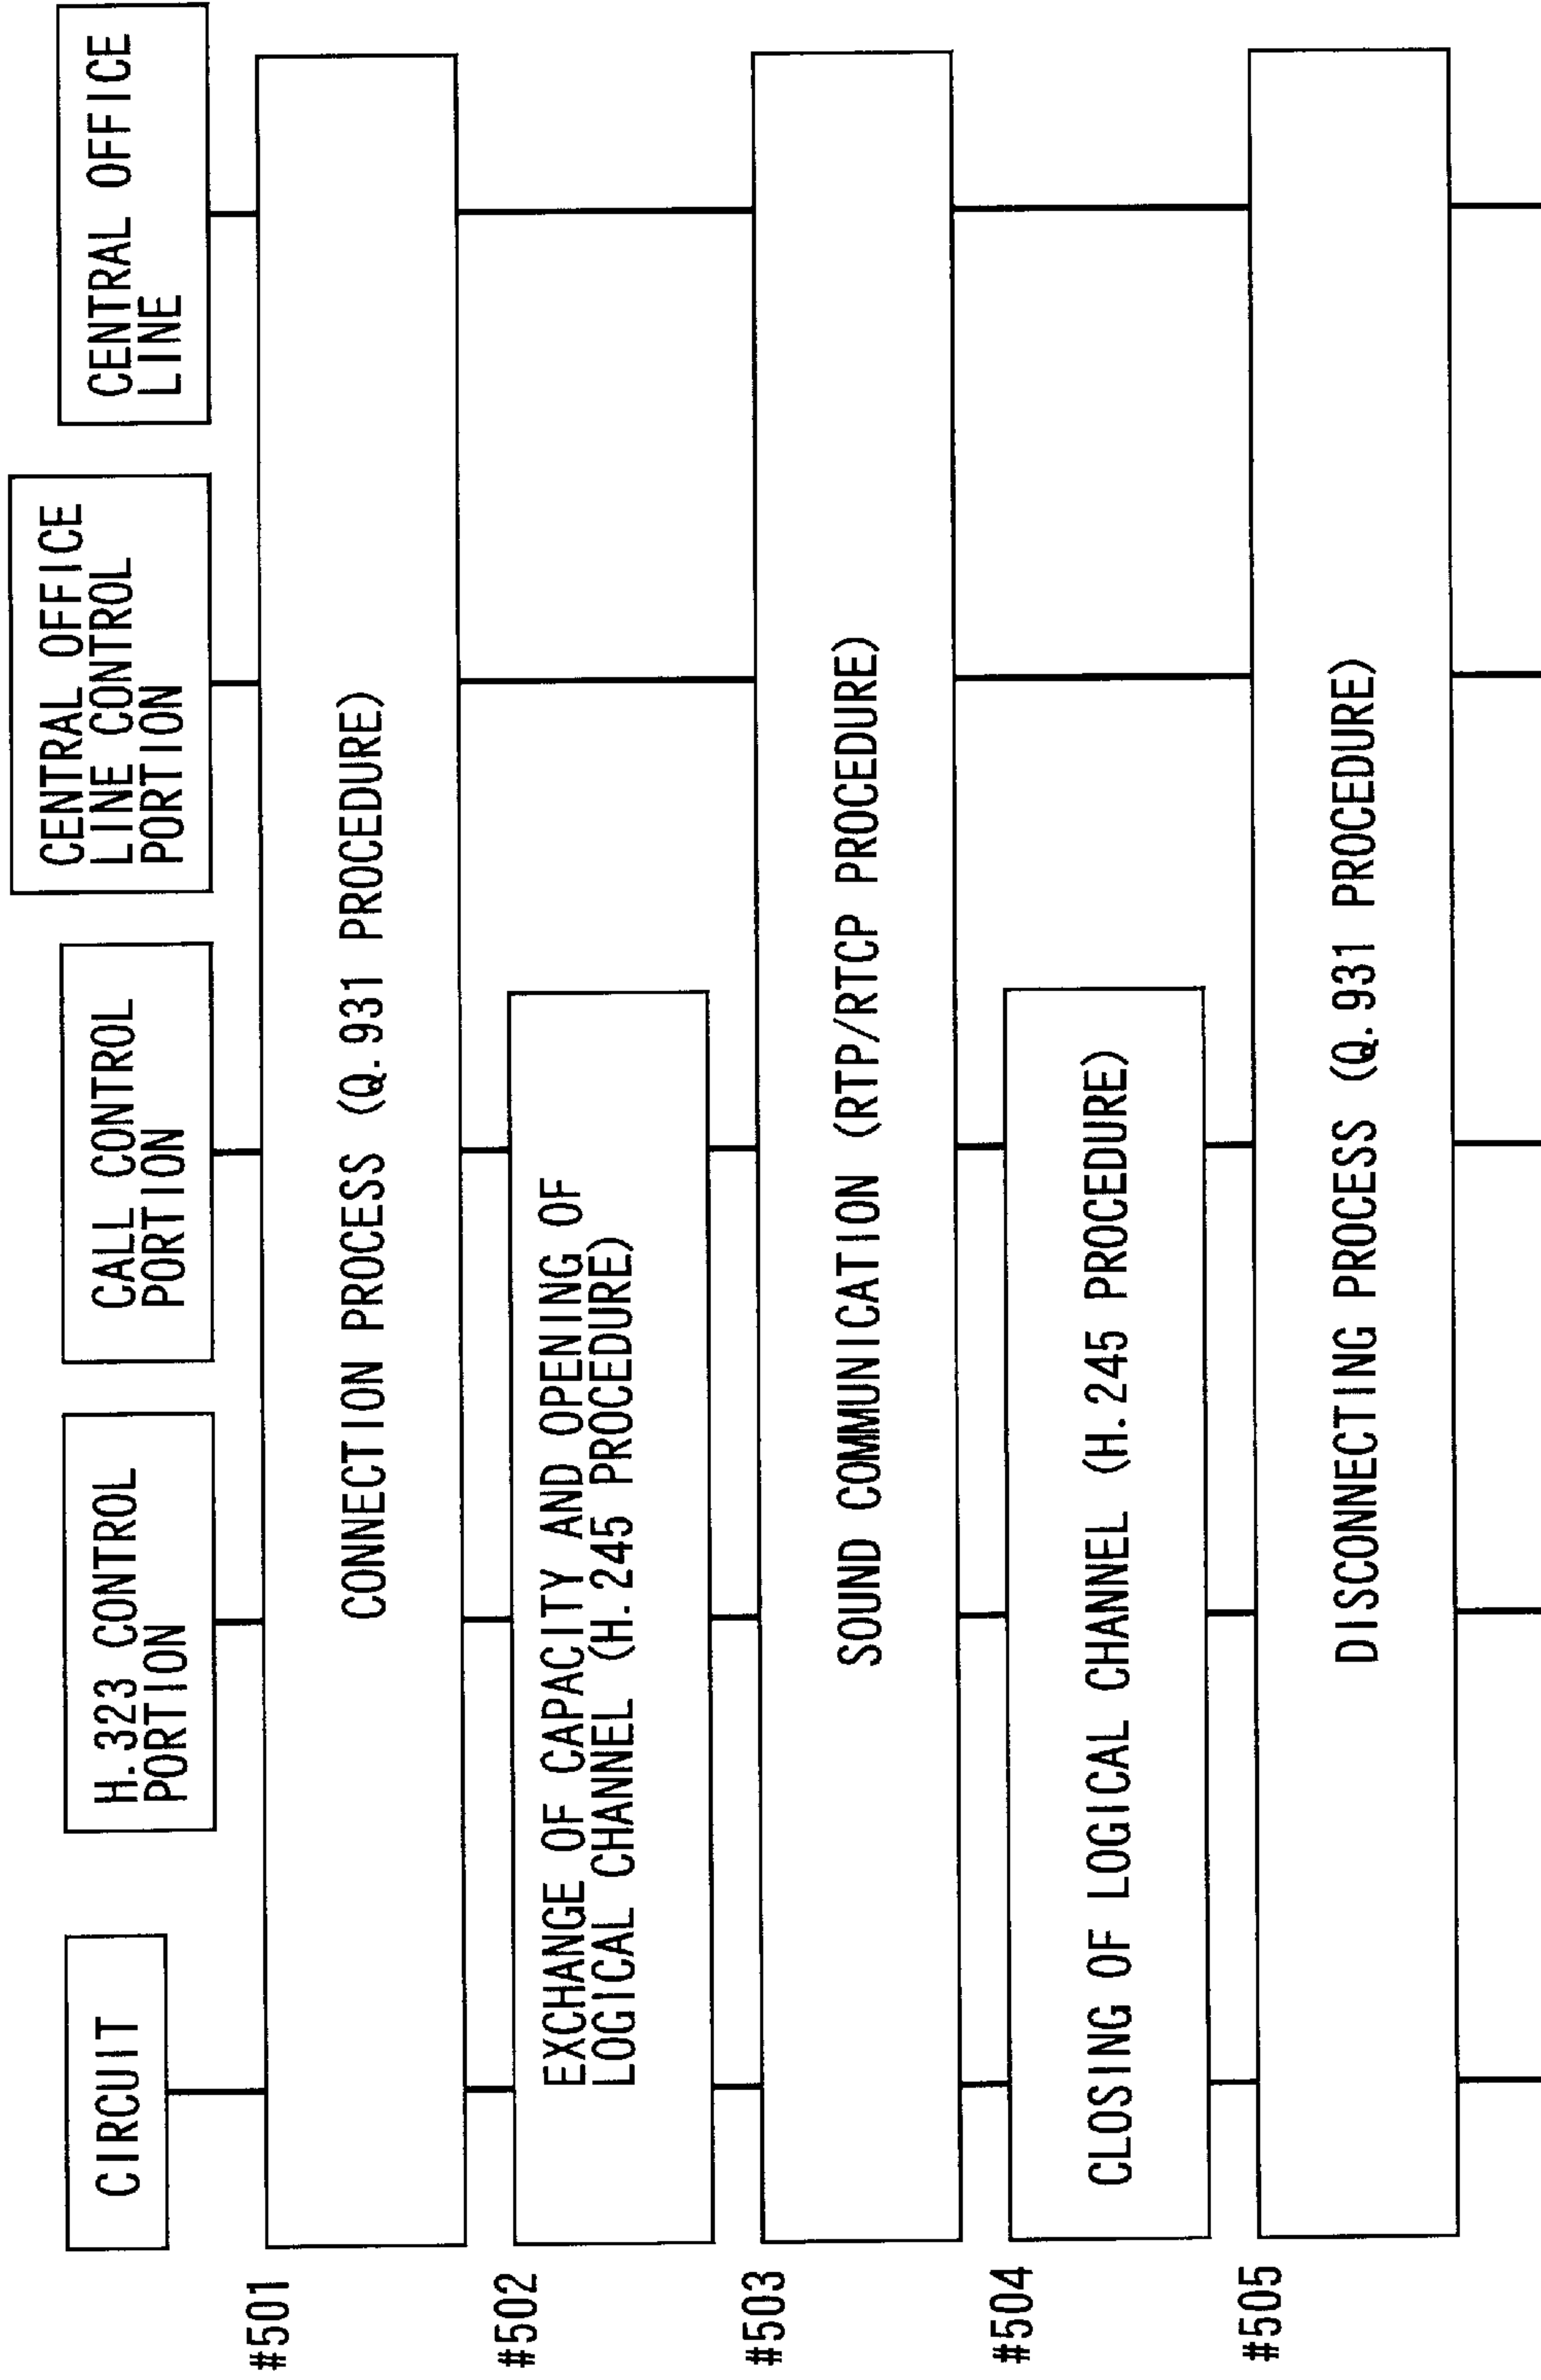 CIRCUIT
H.323 CONTROL
PORTION
CALL CONTROL
PORTION
CENTRAL OFFICE
LINE CONTROL
PORTION
CENTRAL OFFICE
LINE
#501
CONNECTION PROCESS (Q.931 PROCEDURE)
#502
EXCHANGE OF CAPACITY AND OPENING OF
LOGICAL CHANNEL (H.245 PROCEDURE)
#503
SOUND COMMUNICATION (RTP/RTCP PROCEDURE)
#504
CLOSING OF LOGICAL CHANNEL (H.245 PROCEDURE)
#505
DISCONNECTING PROCESS (Q.931 PROCEDURE)